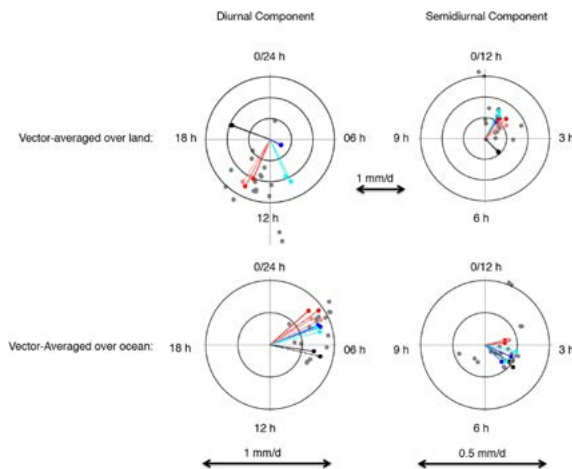 Diurnal Component Semidiurnal Component
0/24 h 0/12 h
Vector-averaged over land: 18 h 06 h 9 h 3 h
1 mm/d
12 h 6 h
0/24 h 0/12 h
Vector-Averaged over ocean: 18 h 06 h 9 h 3 h
12 h 6 h
1 mm/d 0.5 mm/d